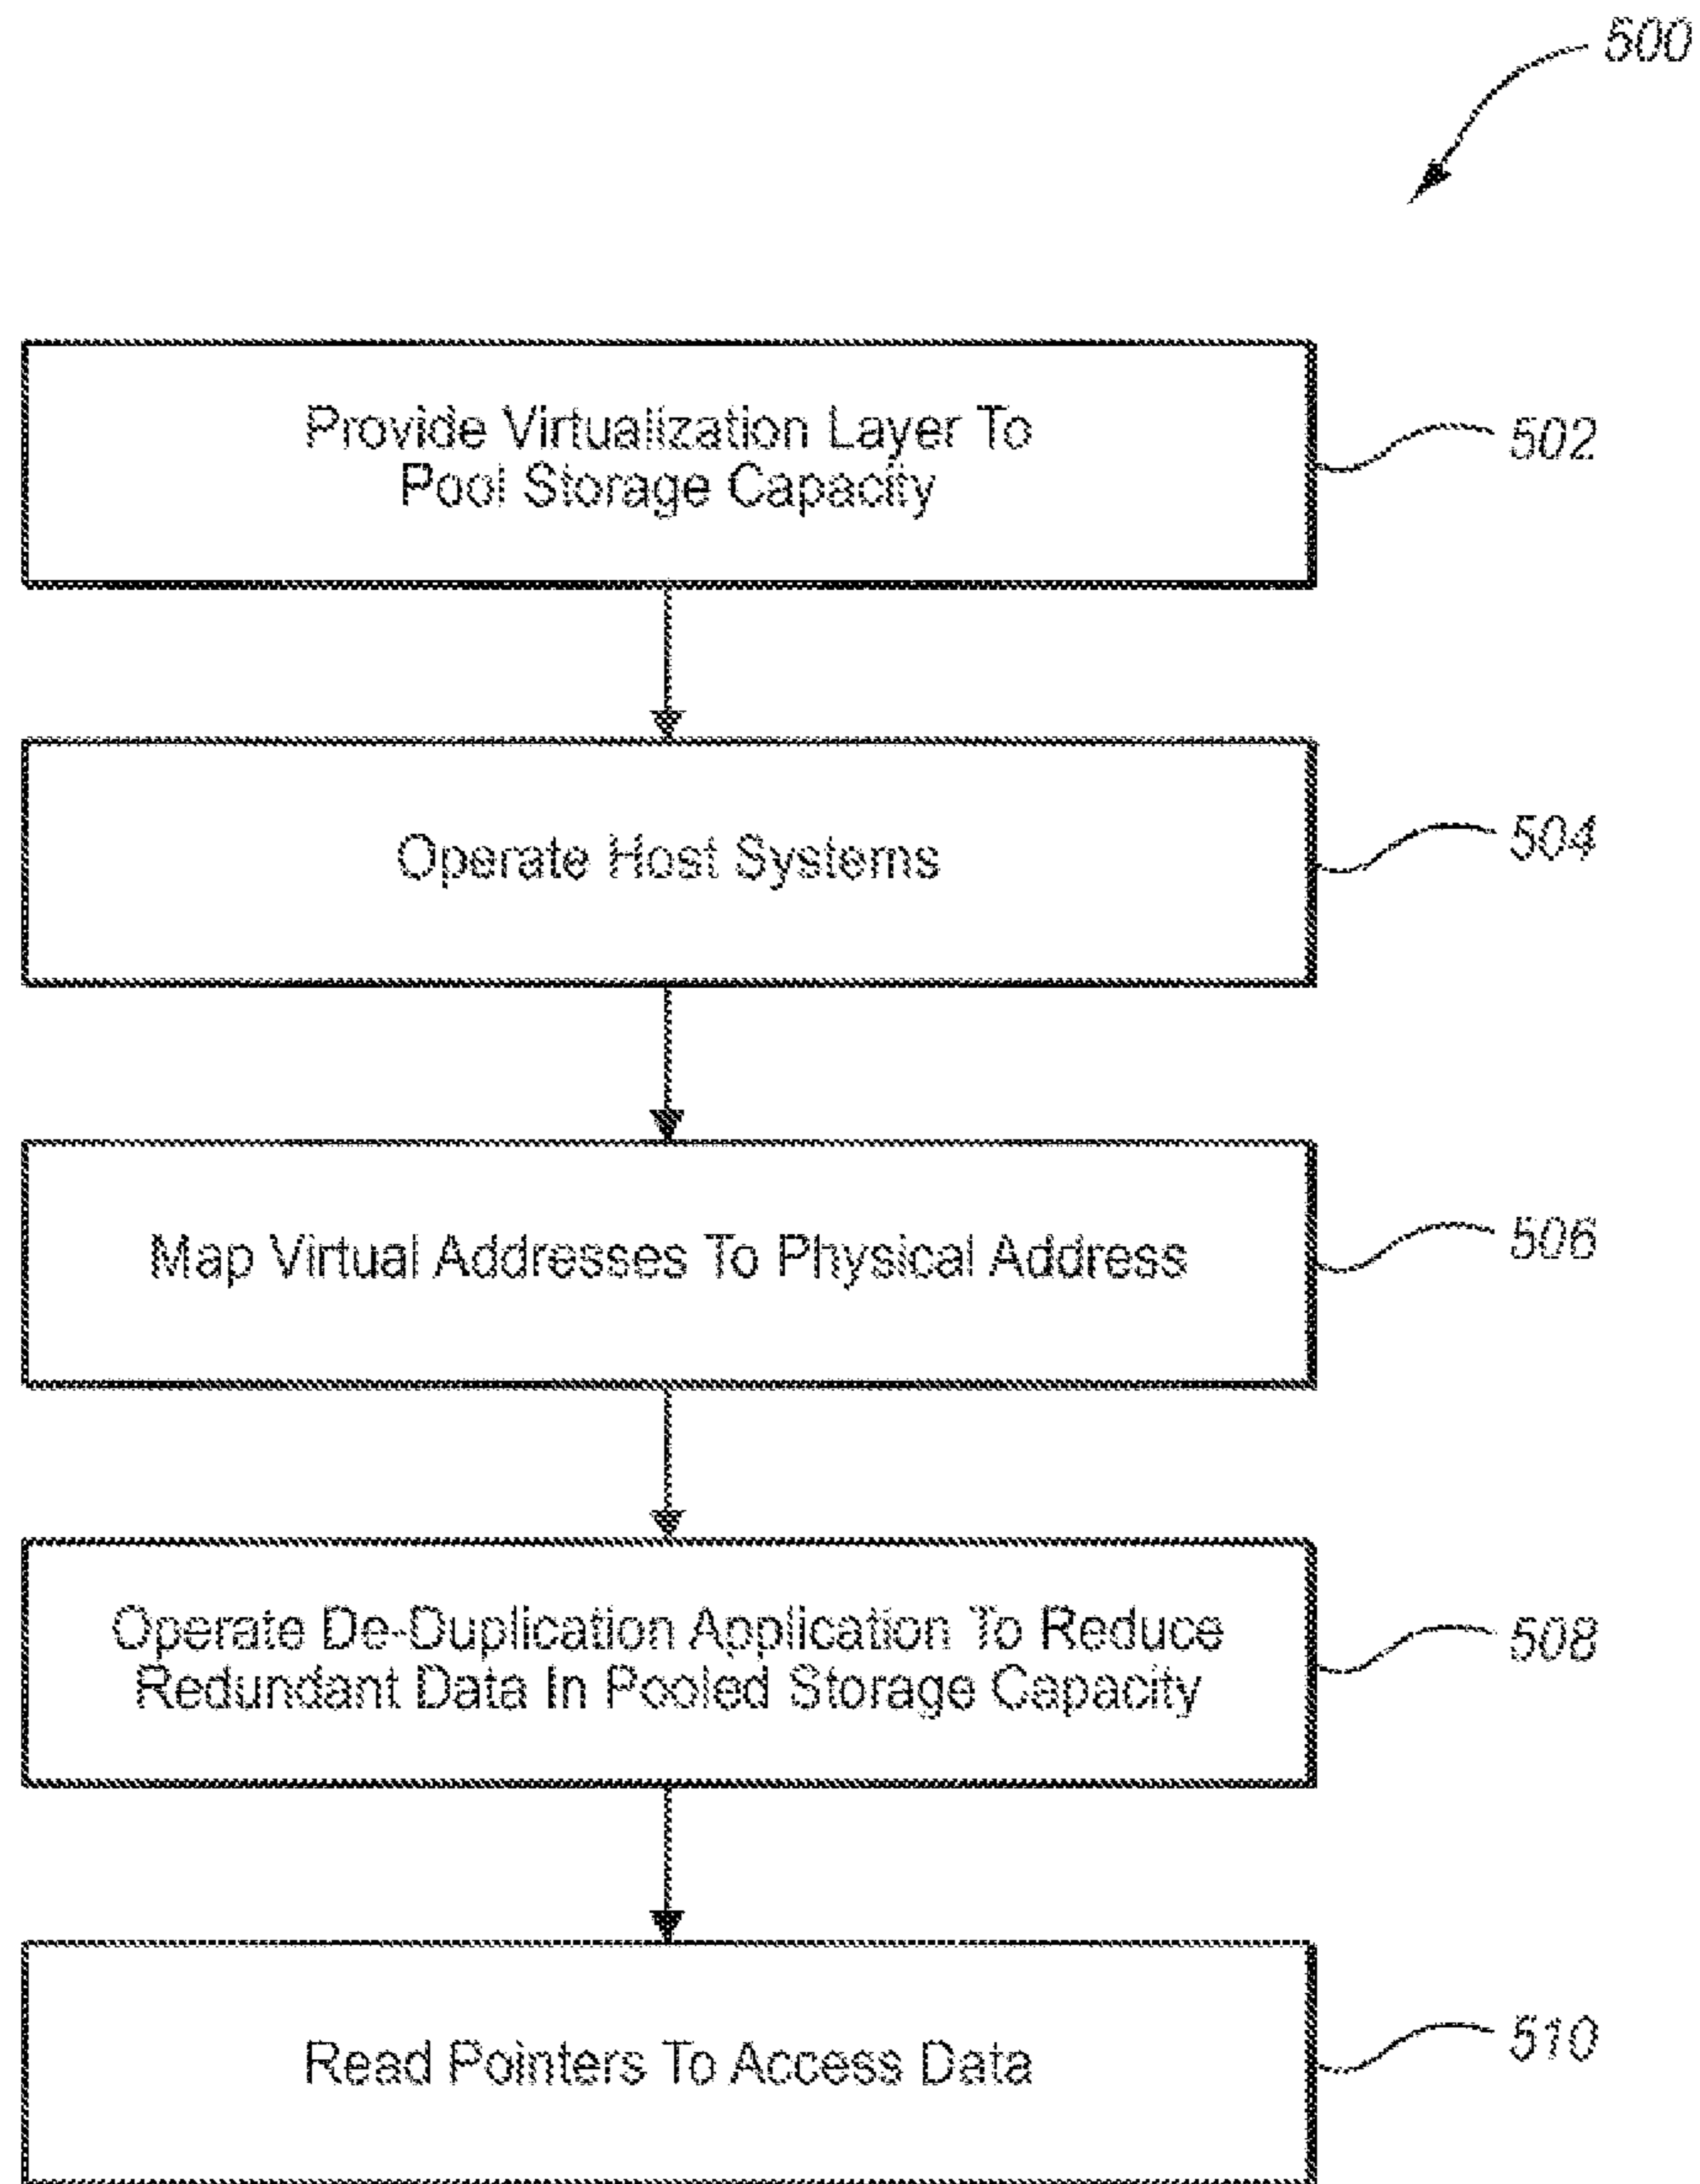 500
Provide Virtualization Layer To
Pool Storage Capacity
502
Operate Host Systems
504
Map Virtual Addresses To Physical Address
506
Operate De-Duplication Application To Reduce
Redundant Data In Pooled Storage Capacity
508
Read Pointers To Access Data
510